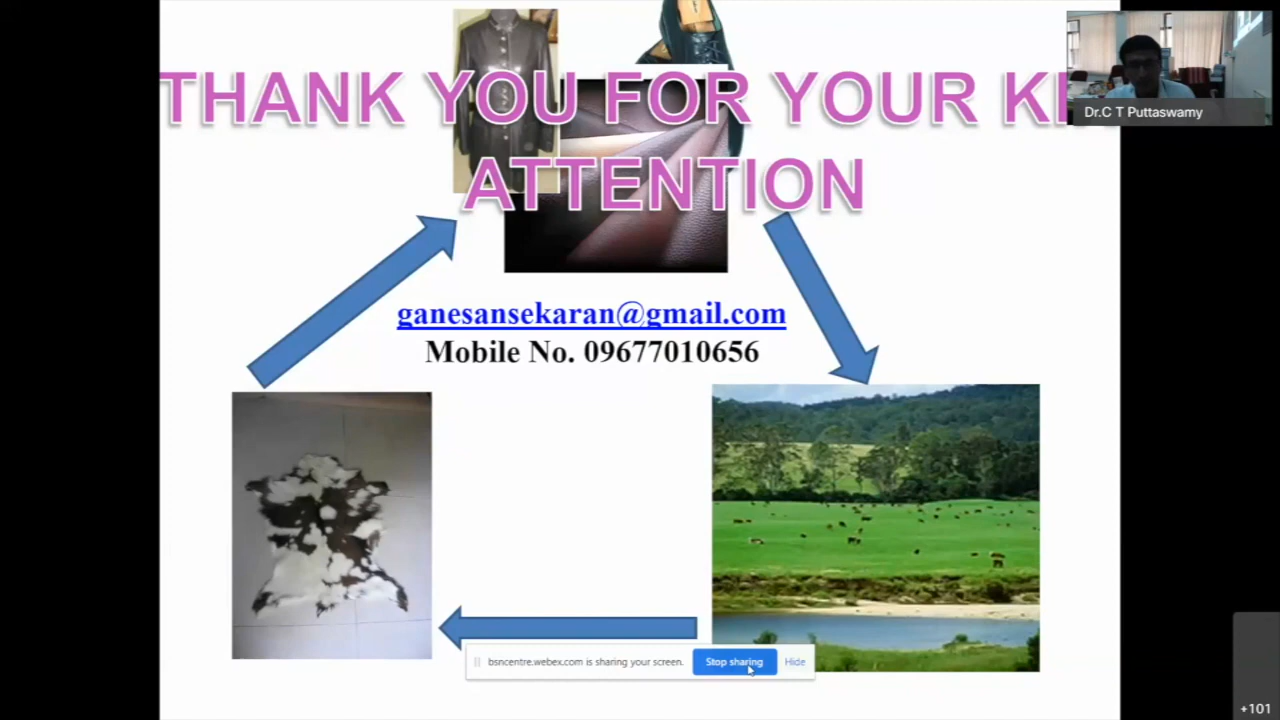 THANK YOU FOR YOUR
ATTENTION
Dr.C T Puttaswamy
ganesansekaran@gmail.com
Mobile No. 09677010656
bsncentre.webex.com is sharing your screen.
Stop sharing
Hide
+101